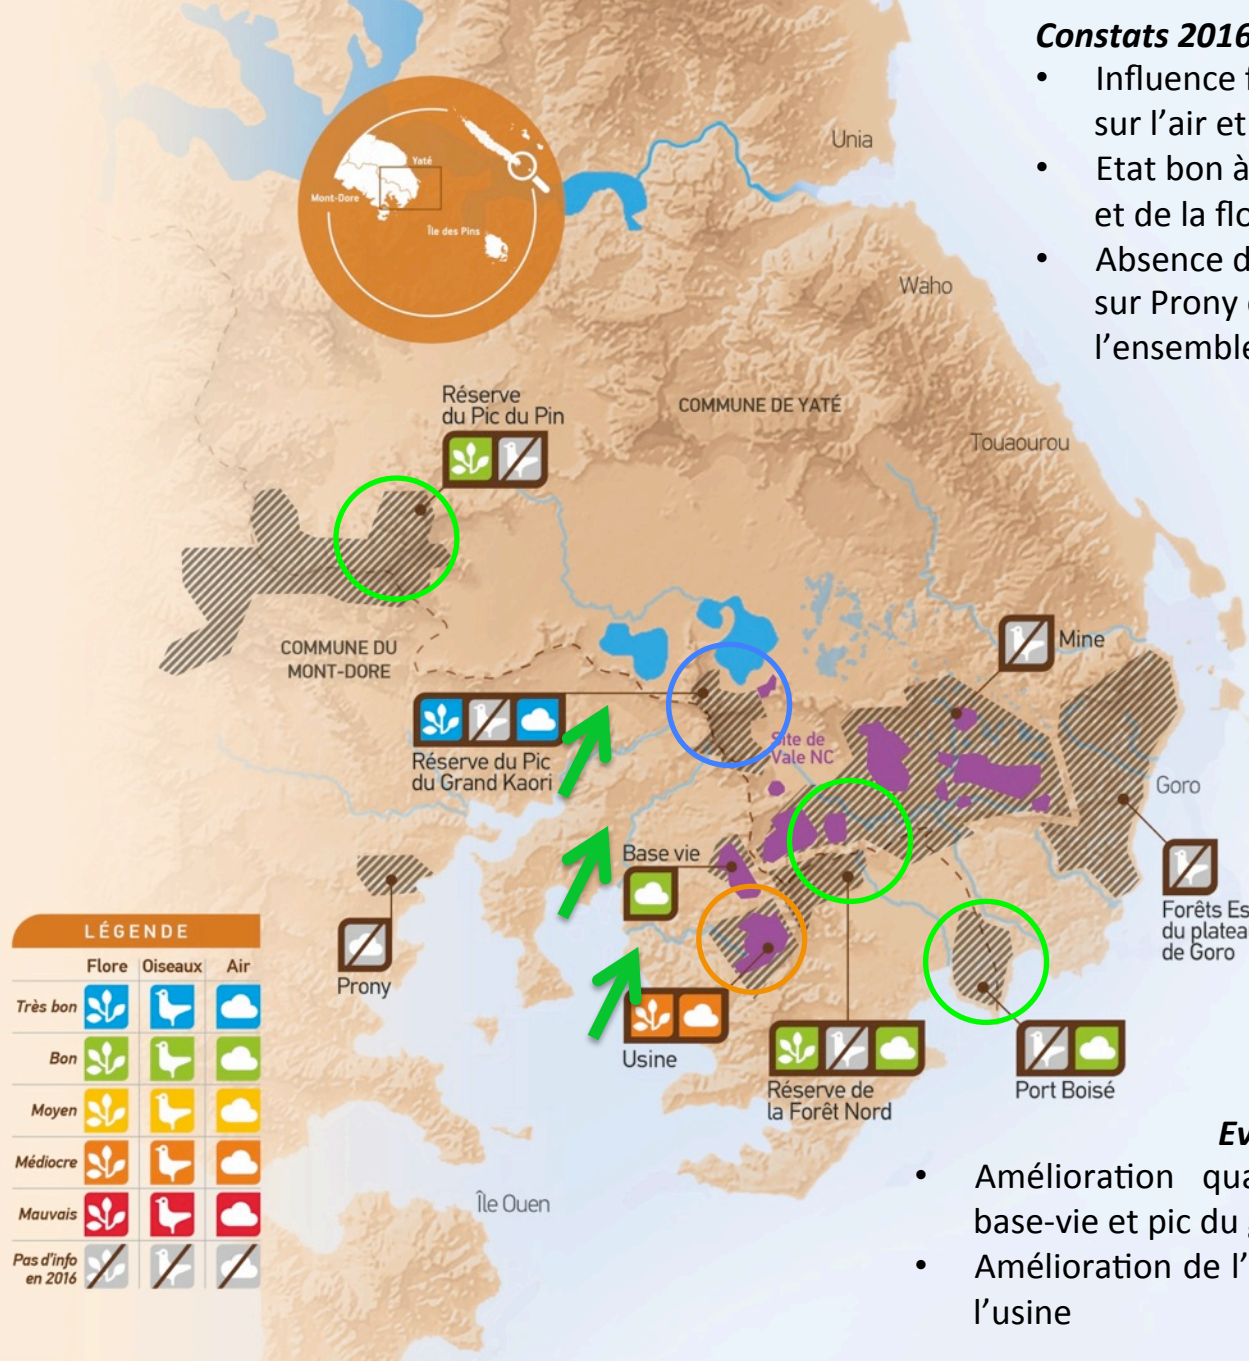 Constats 2016
• Influence f
sur l'air et
• Etat bon à
et de la flo
• Absence d
sur Prony
l'ensemble
Unia
Yaté
Mont-Dore
Île des Pins
Waho
Réserve
du Pic du Pin
COMMUNE DE YATÉ
Touaourou
COMMUNE DU
MONT-DORE
Mine
Réserve du Pic
du Grand Kaori
Site de
Vale NC
Goro
Base vie
Forêts Es
du platea
de Goro
Prony
Usine
Réserve de
la Forêt Nord
Port Boisé
Île Ouen
LÉGENDE
Flore Oiseaux Air
Très bon
Bon
Moyen
Médiocre
Mauvais
Pas d'info
en 2016
Ev
• Amélioration qua
base-vie et pic du
• Amélioration de l'
l'usine